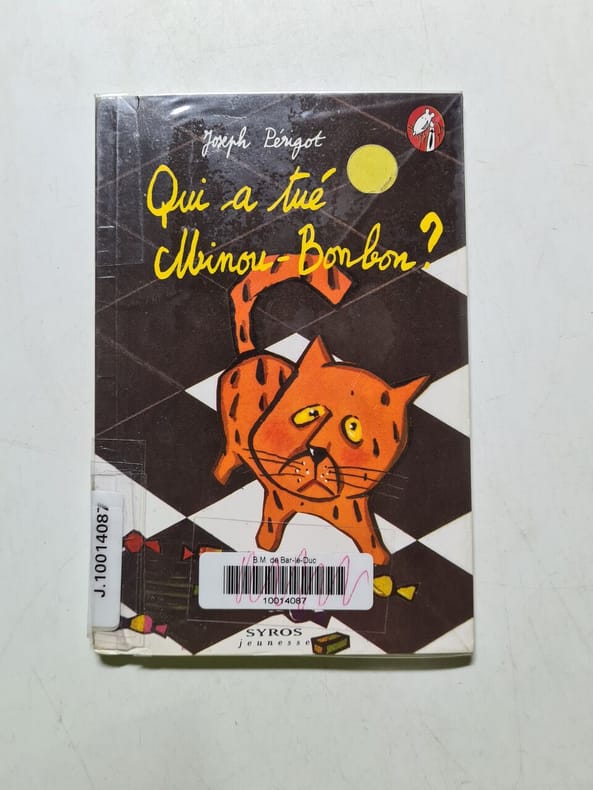 Joseph Périgot
Qui a tué
Minou-Bonbon?
J.10014087
B.M. de Bar-le-Duc
10014087
SYROS
jeunesse